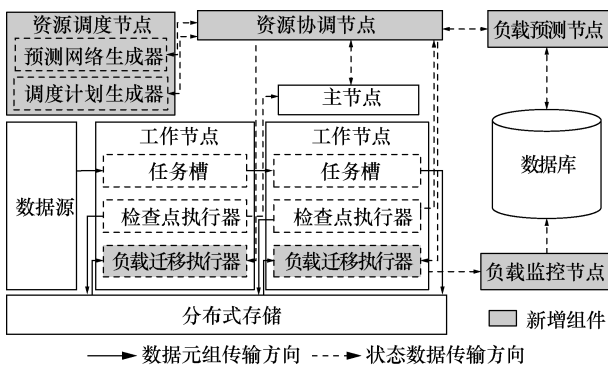 资源调度节点
预测网络生成器
调度计划生成器
资源协调节点
负载预测节点
主节点
数据源
工作节点
任务槽
检查点执行器
负载迁移执行器
工作节点
任务槽
检查点执行器
负载迁移执行器
数据库
负载监控节点
分布式存储
新增组件
数据元组传输方向
状态数据传输方向